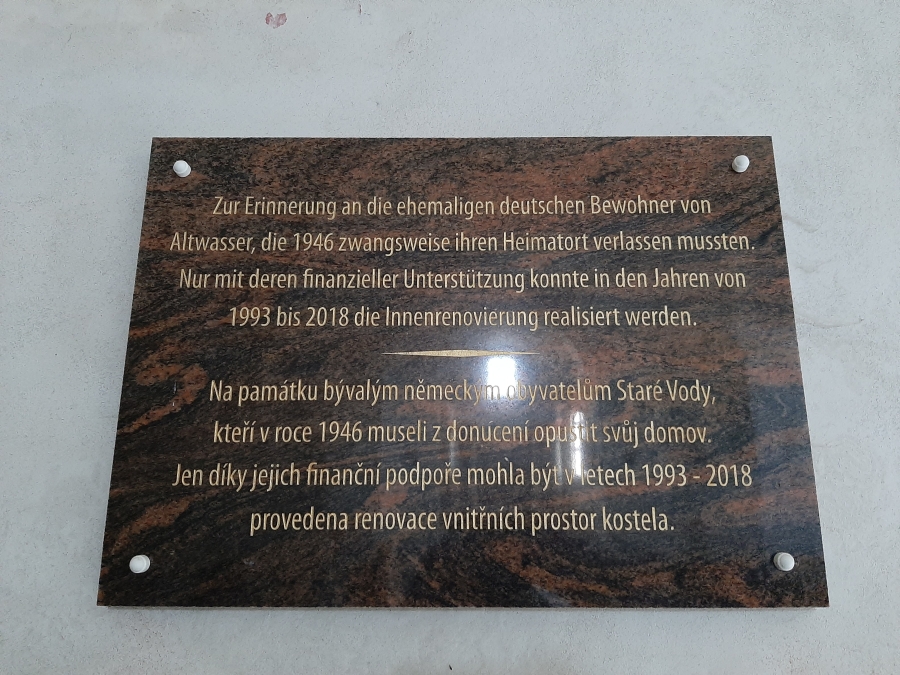 Zur Erinnerung an die ehemaligen deutschen Bewohner von
Altwasser, die 1946 zwangsweise ihren Heimatort verlassen mussten.
Nur mit deren finanzieller Unterstützung konnte in den Jahren von
1993 bis 2018 die Innenrenovierung realisiert werden.
Na památku bývalým německým obyvatelům Staré Vody,
kteří v roce 1946 museli z donucení opustit svůj domov.
Jen díky jejich finanční podpoře mohla být v letech 1993 - 2018
provedena renovace vnitřních prostor kostela.